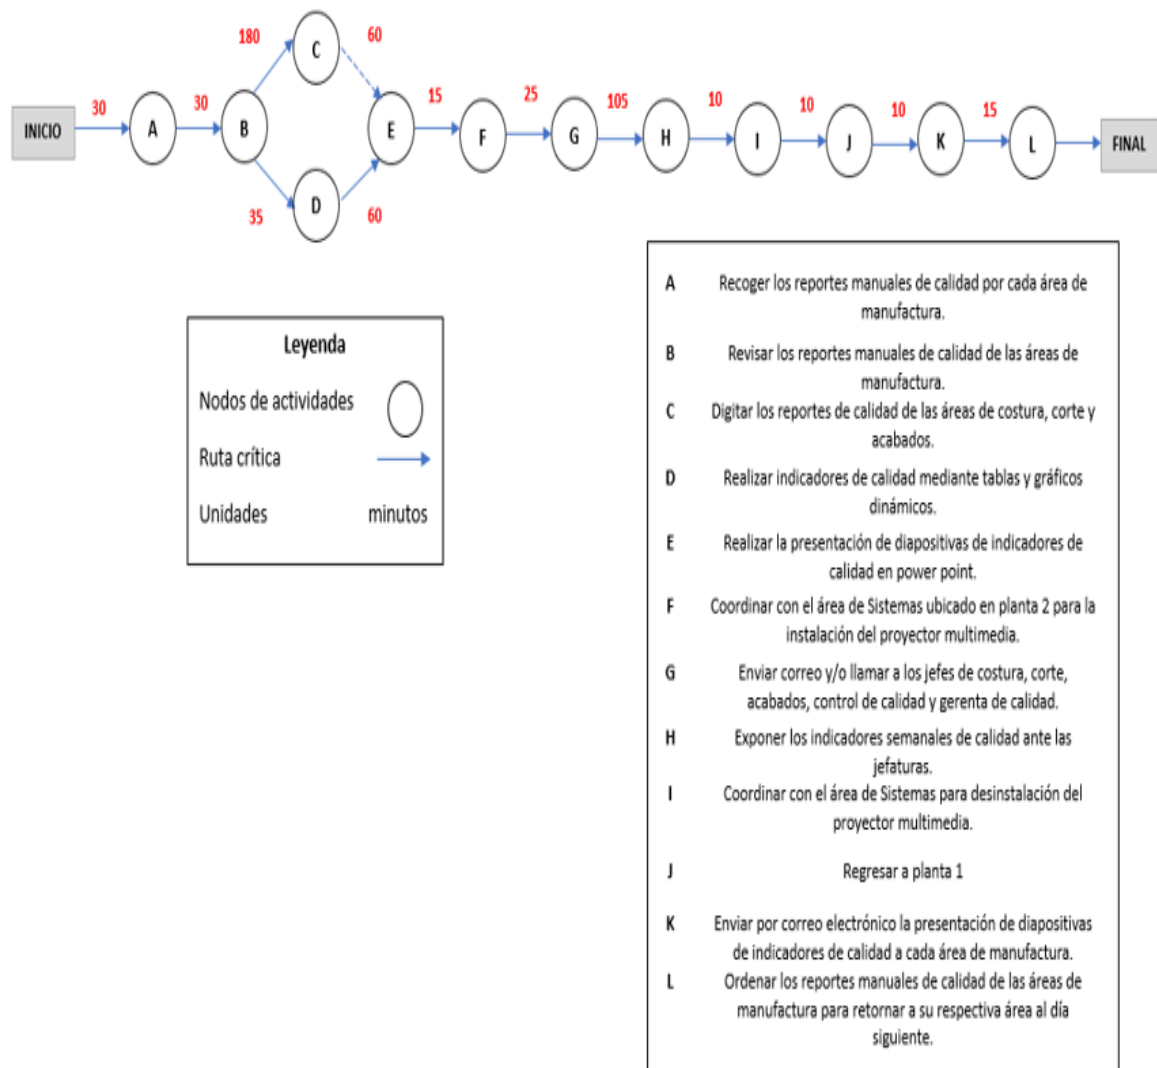 180
60
C
30
30
15
25
105
10
10
10
15
INICIO
A
B
E
F
G
H
I
J
K
L
FINAL
D
35
60
Leyenda
Nodos de actividades
Ruta crítica
Unidades minutos
A Recoger los reportes manuales de calidad por cada área de
manufactura.
B Revisar los reportes manuales de calidad de las áreas de
manufactura.
C Digitar los reportes de calidad de las áreas de costura, corte y
acabados.
D Realizar indicadores de calidad mediante tablas y gráficos
dinámicos.
E Realizar la presentación de diapositivas de indicadores de
calidad en power point.
F Coordinar con el área de Sistemas ubicado en planta 2 para la
instalación del proyector multimedia.
G Enviar correo y/o llamar a los jefes de costura, corte,
acabados, control de calidad y gerenta de calidad.
H Exponer los indicadores semanales de calidad ante las
jefaturas.
I Coordinar con el área de Sistemas para desinstalación del
proyector multimedia.
J Regresar a planta 1
K Enviar por correo electrónico la presentación de diapositivas
de indicadores de calidad a cada área de manufactura.
L Ordenar los reportes manuales de calidad de las áreas de
manufactura para retornar a su respectiva área al día
siguiente.